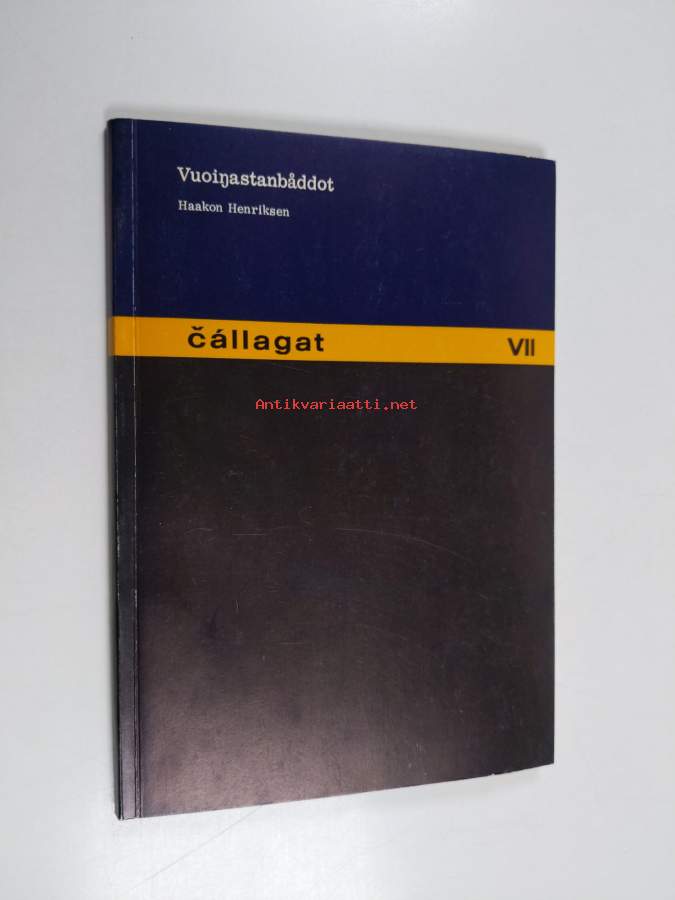 Vuoiŋastanbåddot
Haakon Henriksen
čállagat VII
Antikvariaatti.net